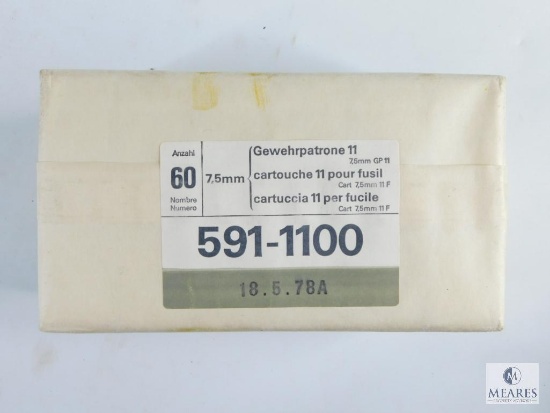 Anzahl
60
Nombre
Numero
7,5mm
Gewehrpatrone 11
7,5mm GP 11
cartouche 11 pour fusil
Cart 7,5mm 11 F
cartuccia 11 per fucile
Cart 7,5mm 11 F
591-1100
18.5.78A
MEARES